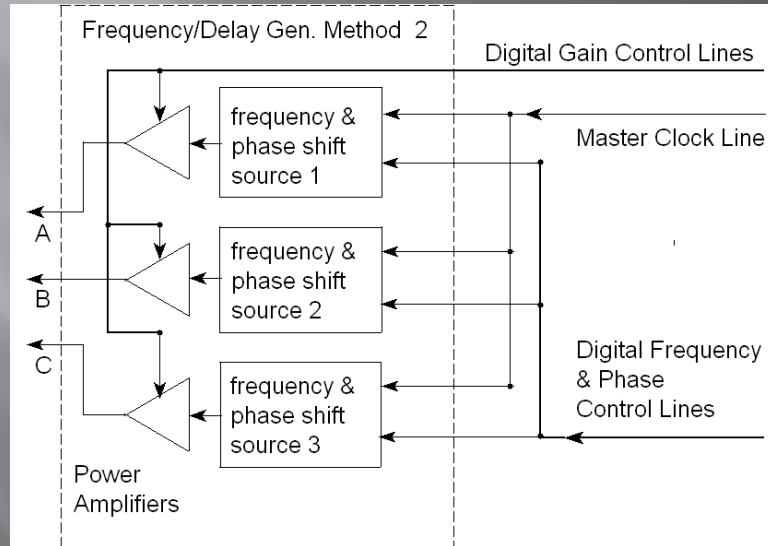 Frequency/Delay Gen. Method 2
Digital Gain Control Lines
frequency &
phase shift
source 1
Master Clock Line
A
frequency &
phase shift
source 2
B
Digital Frequency
& Phase
Control Lines
C
frequency &
phase shift
source 3
Power
Amplifiers